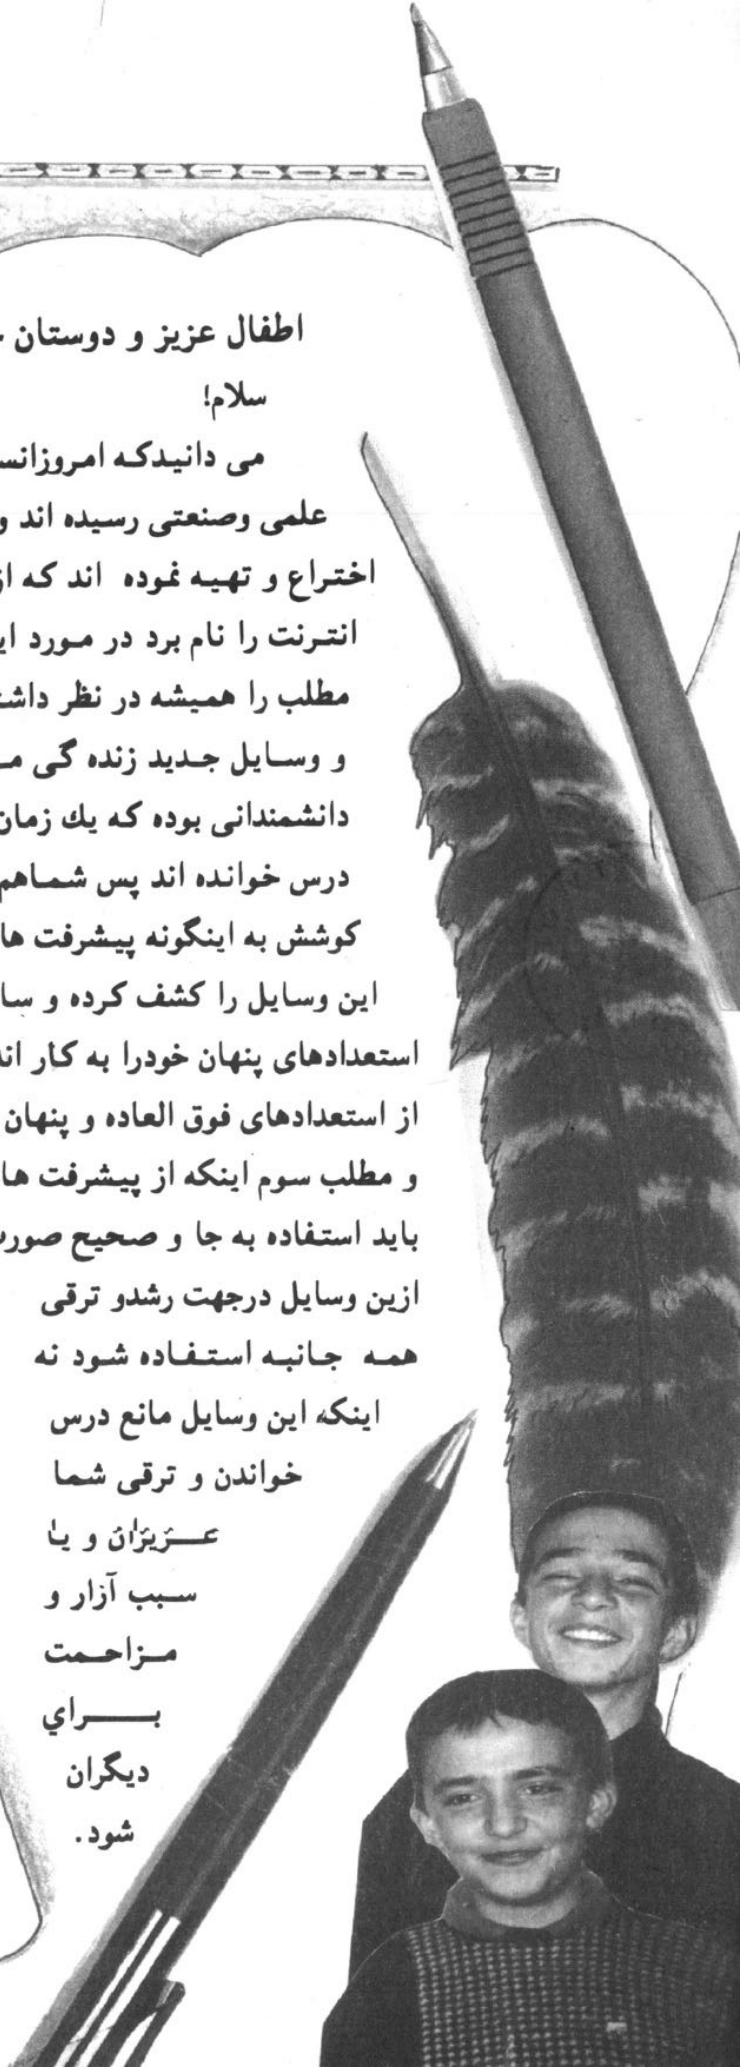 اطفال عزیز و دوستان
سلام!
می دانیدکه امروزانس
علمی وصنعتی رسیده اند و
اختراع و تهیه نموده اند که از
انترنت را نام برد در مورد ای
مطلب را همیشه در نظر داشت
و وسایل جدید زنده گی مـ
دانشمندانی بوده که یك زمان
درس خوانده اند پس شماهم
کوشش به اینگونه پیشرفت ها
این وسایل را کشف کرده و سا
استعدادهای پنهان خودرا به کار اند
از استعدادهای فوق العاده و پنهان
و مطلب سوم اینکه از پیشرفت ها
باید استفاده به جا و صحیح صورت
ازین وسایل درجهت رشدو ترقی
همه جانبه استفاده شود نه
اینکه این وسایل مانع درس
خواندن و ترقی شما
عزیزان و یا
سبب آزار و
مزاحمت
براي
دیگران
شود.